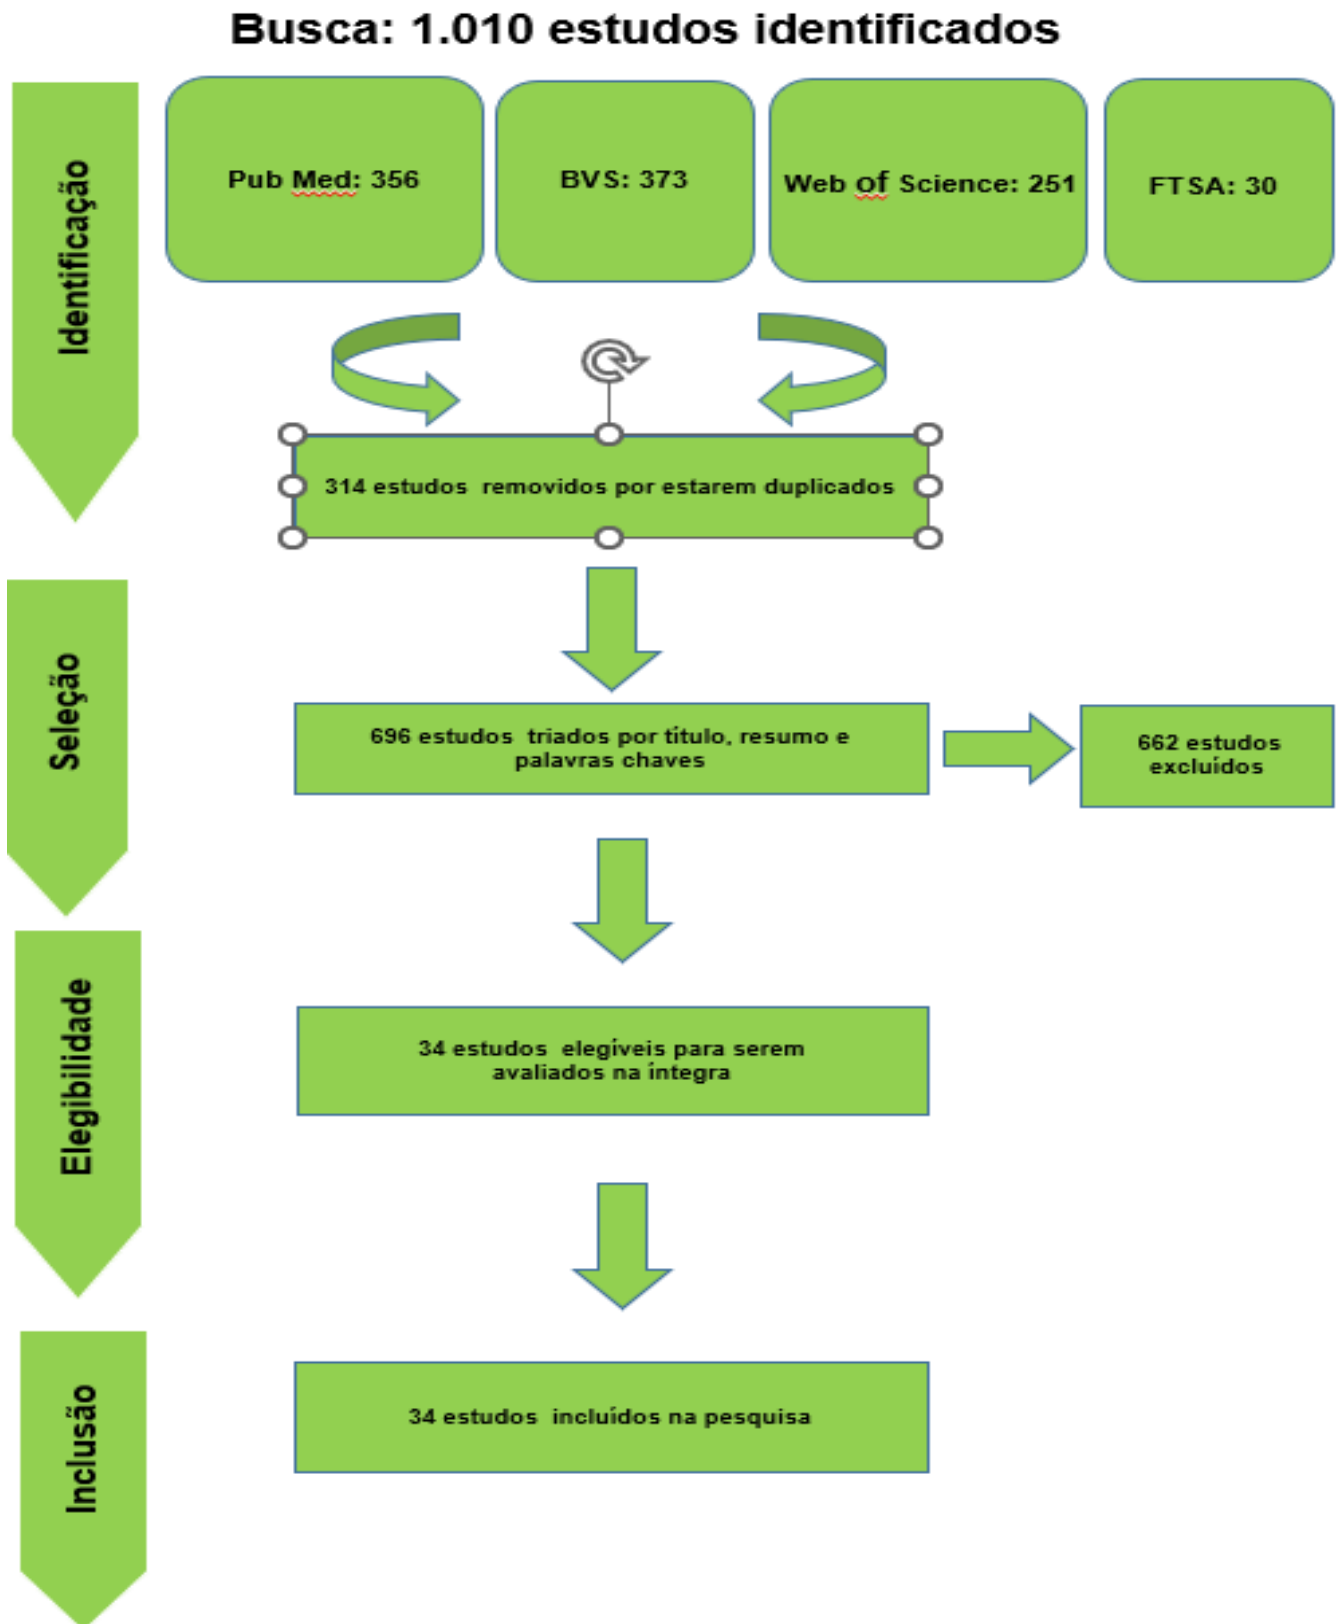 Busca: 1.010 estudos identificados
Identificação
Pub Med: 356
BVS: 373
Web of Science: 251
FTSA: 30
314 estudos removidos por estarem duplicados
Seleção
696 estudos triados por título, resumo e
palavras chaves
662 estudos
excluídos
Elegibilidade
34 estudos elegíveis para serem
avaliados na íntegra
Inclusão
34 estudos incluídos na pesquisa